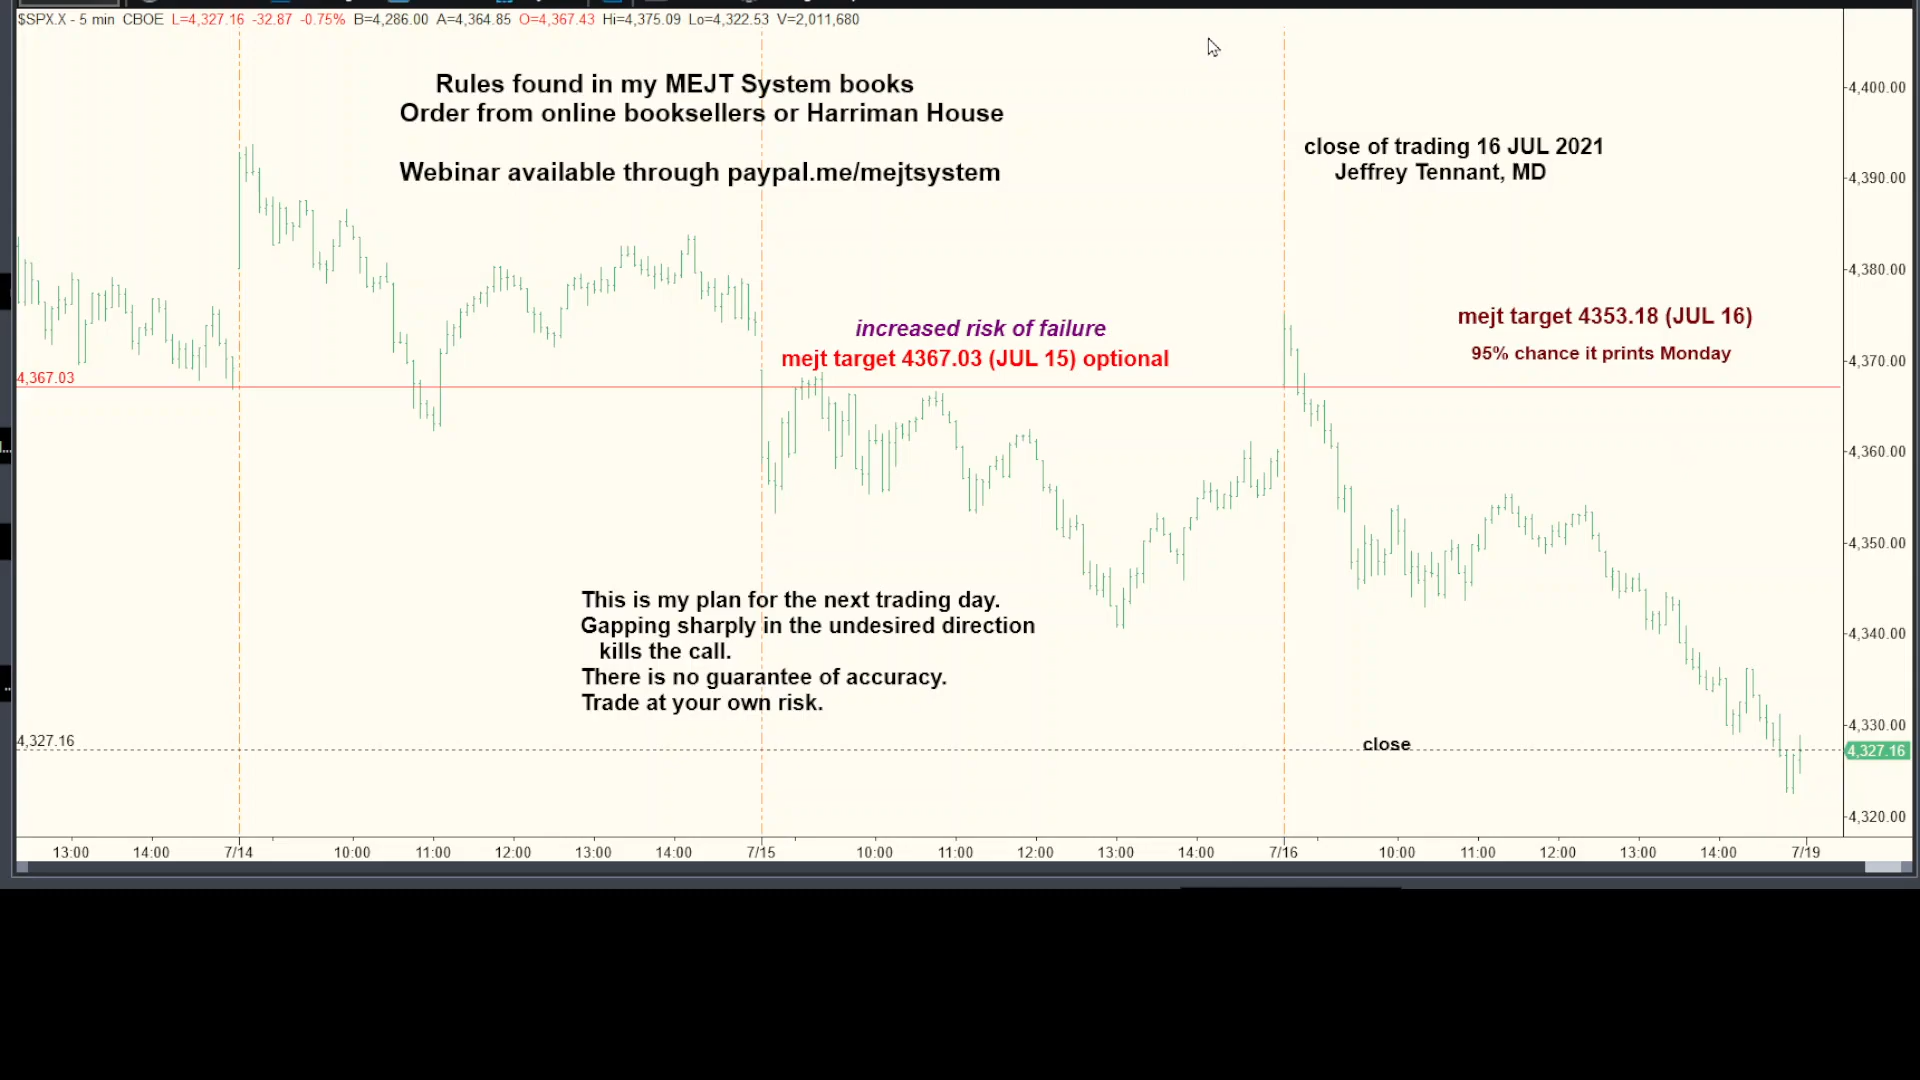 $SPX.X - 5 min CBOE L=4,327.16 -32.87 -0.75% B=4,286.00 A=4,364.85 O=4,367.43 Hi=4,375.09 Lo=4,322.53 V=2,011,680
Rules found in my MEJT System books
Order from online booksellers or Harriman House
Webinar available through paypal.me/mejtsystem
close of trading 16 JUL 2021
Jeffrey Tennant, MD
increased risk of failure
mejt target 4367.03 (JUL 15) optional
mejt target 4353.18 (JUL 16)
95% chance it prints Monday
4,367.03
This is my plan for the next trading day.
Gapping sharply in the undesired direction
kills the call.
There is no guarantee of accuracy.
Trade at your own risk.
4,327.16
close
4,400.00
4,390.00
4,380.00
4,370.00
4,360.00
4,350.00
4,340.00
4,330.00
4,327.16
4,320.00
13:00 14:00 7/14 10:00 11:00 12:00 13:00 14:00 7/15 10:00 11:00 12:00 13:00 14:00 7/16 10:00 11:00 12:00 13:00 14:00 7/19